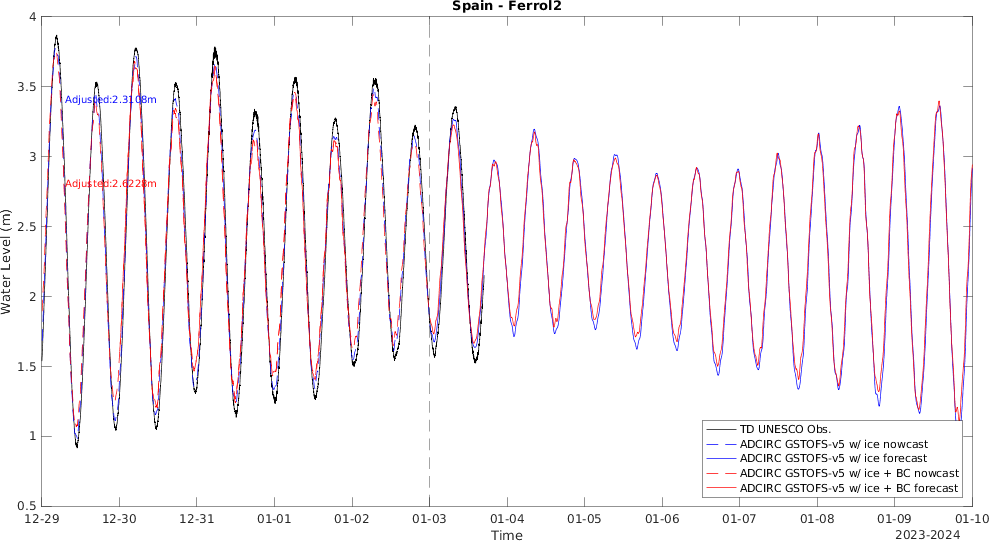 Spain - Ferrol2
4
3.5
3
2.5
2
1.5
1
0.5
Water Level (m)
Adjusted:2.3108m
Adjusted:2.6228m
TD UNESCO Obs.
ADCIRC GSTOFS-v5 w/ ice nowcast
ADCIRC GSTOFS-v5 w/ ice forecast
ADCIRC GSTOFS-v5 w/ ice + BC nowcast
ADCIRC GSTOFS-v5 w/ ice + BC forecast
12-29 12-30 12-31 01-01 01-02 01-03 01-04 01-05 01-06 01-07 01-08 01-09 01-10
Time
2023-2024